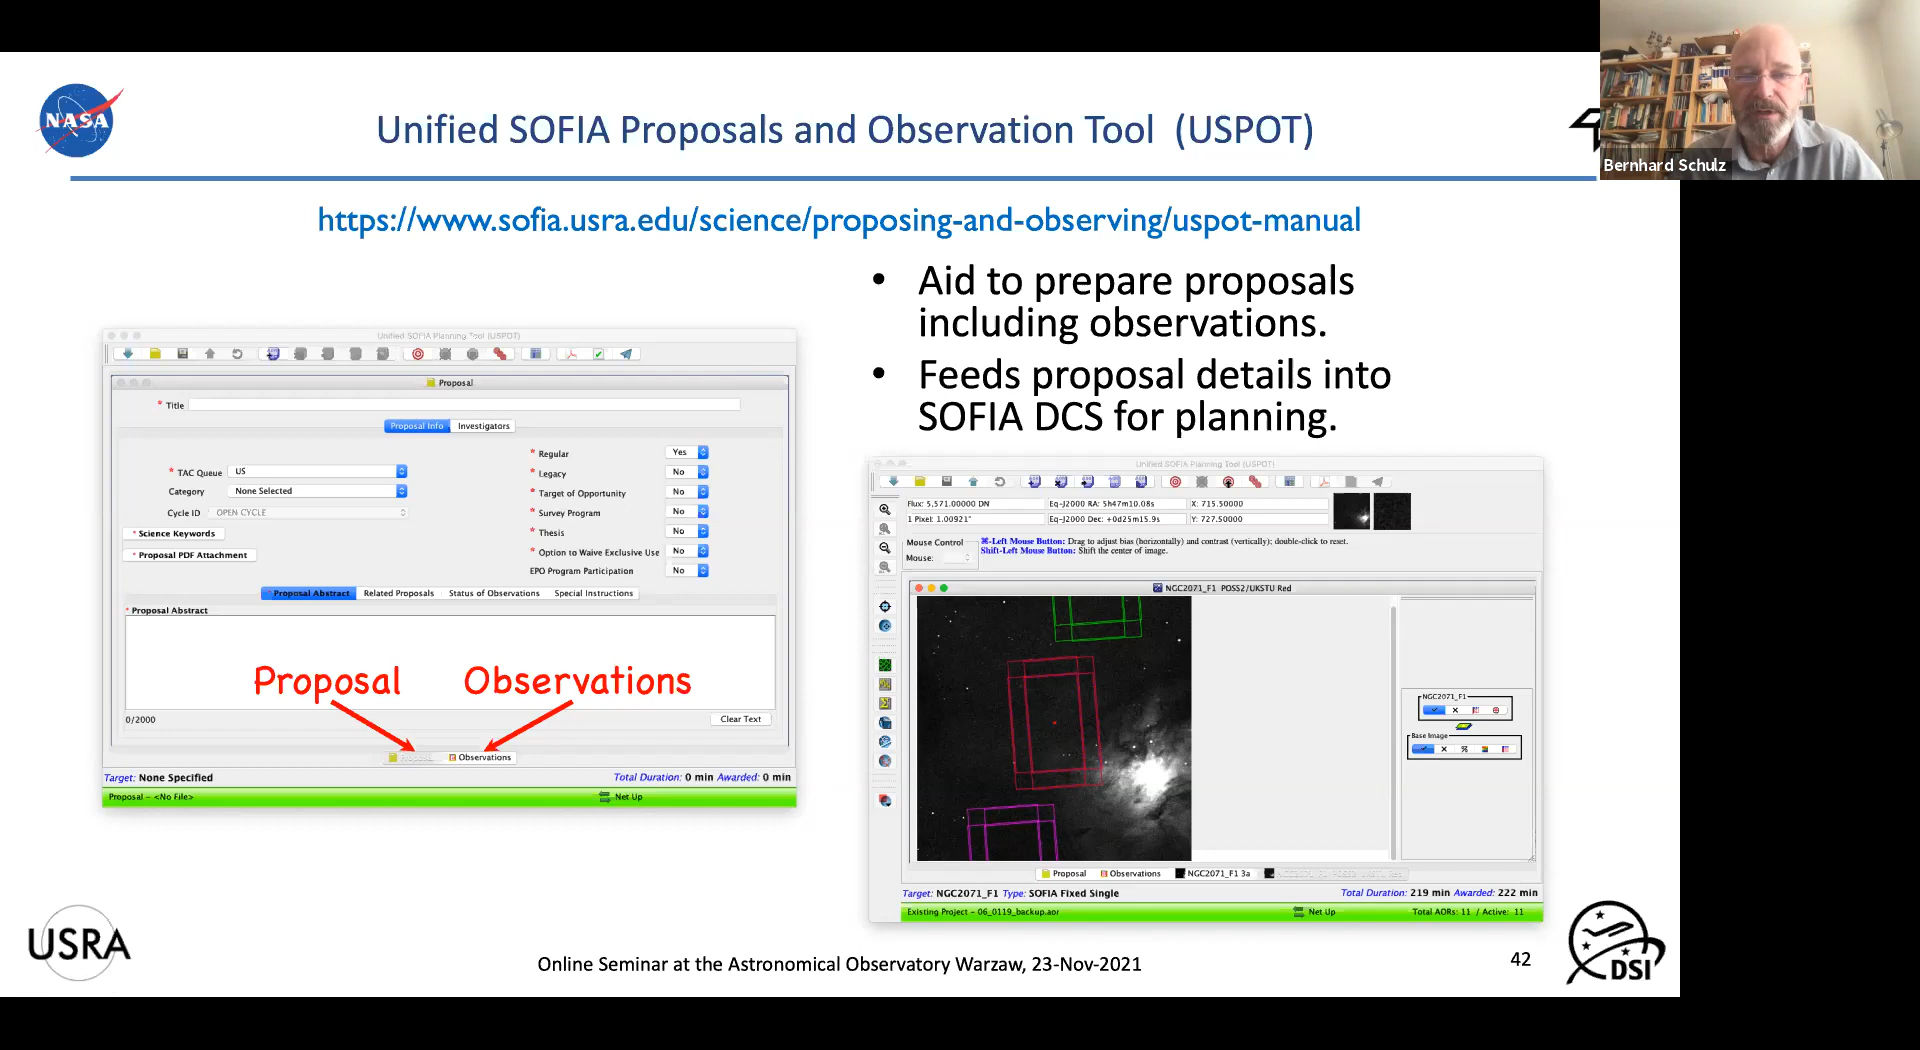 NASA
Unified SOFIA Proposals and Observation Tool (USPOT)
Bernhard Schulz
https://www.sofia.usra.edu/science/proposing-and-observing/uspot-manual
• Aid to prepare proposals
including observations.
• Feeds proposal details into
SOFIA DCS for planning.
Unified SOFIA Planning Tool (USPOT)
Proposal
* Title
Proposal Info Investigators
* TAC Queue US
Category None Selected
Cycle ID OPEN CYCLE
* Science Keywords
* Proposal PDF Attachment
* Regular Yes
* Legacy No
* Target of Opportunity No
* Survey Program No
* Thesis No
* Option to Waive Exclusive Use No
EPO Program Participation No
Proposal Abstract Related Proposals Status of Observations Special Instructions
* Proposal Abstract
Proposal Observations
0/2000 Clear Text
Observations
Target: None Specified Total Duration: 0 min Awarded: 0 min
Proposal - <No File> Net Up
Unified SOFIA Planning Tool (USPOT)
Flux: 5,571.00000 DN Eq-J2000 RA: 5h47m10.08s X: 715.50000
1 Pixel: 1.00921" Eq-J2000 Dec: +0d25m15.9s Y: 727.50000
Mouse Control
Mouse:
⌘-Left Mouse Button: Drag to adjust bias (horizontally) and contrast (vertically); double-click to reset.
Shift-Left Mouse Button: Shift the center of image.
NGC2071_F1 POSS2/UKSTU Red
NGC2071_F1
Base Image
Proposal Observations NGC2071_F1 3a
Target: NGC2071_F1 Type: SOFIA Fixed Single Total Duration: 219 min Awarded: 222 min
Existing Project - 06_0119_backup.aor Net Up Total AORs: 11 / Active: 11
USRA
Online Seminar at the Astronomical Observatory Warzaw, 23-Nov-2021
42
DSI